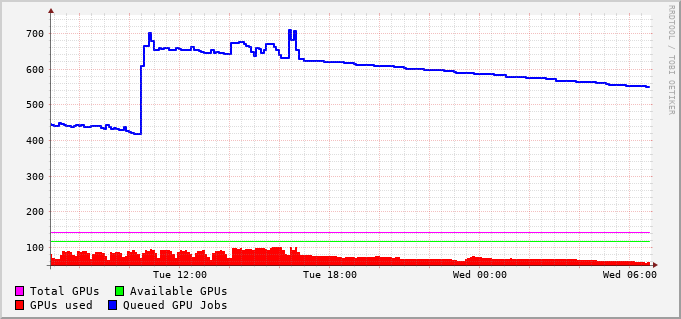 700
600
500
400
300
200
100
Tue 12:00 Tue 18:00 Wed 00:00 Wed 06:00
Total GPUs Available GPUs
GPUs used Queued GPU Jobs
RRDTOOL / TOBI OETIKER